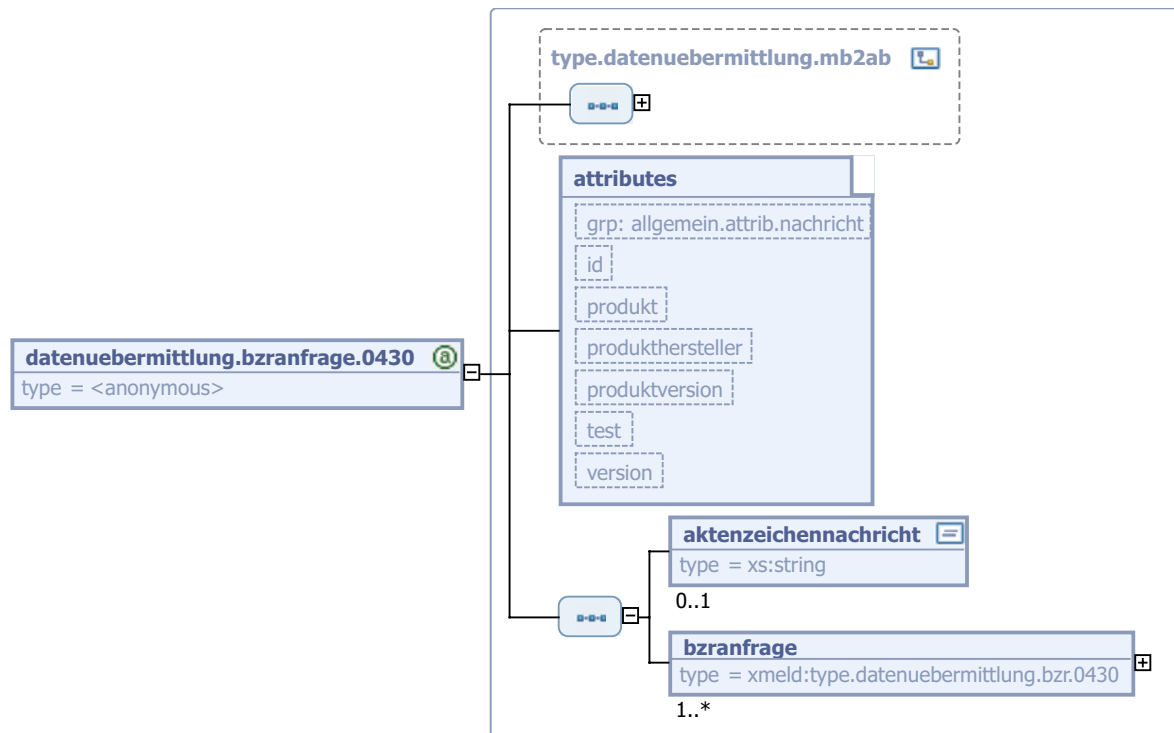 type.datenuebermittlung.mb2ab
attributes
grp: allgemein.attrib.nachricht
id
produkt
produkthersteller
produktversion
test
version
datenuebermittlung.bzranfrage.0430
type = <anonymous>
aktenzeichennachricht
type = xs:string
0..1
bzranfrage
type = xmeld:type.datenuebermittlung.bzr.0430
1..*